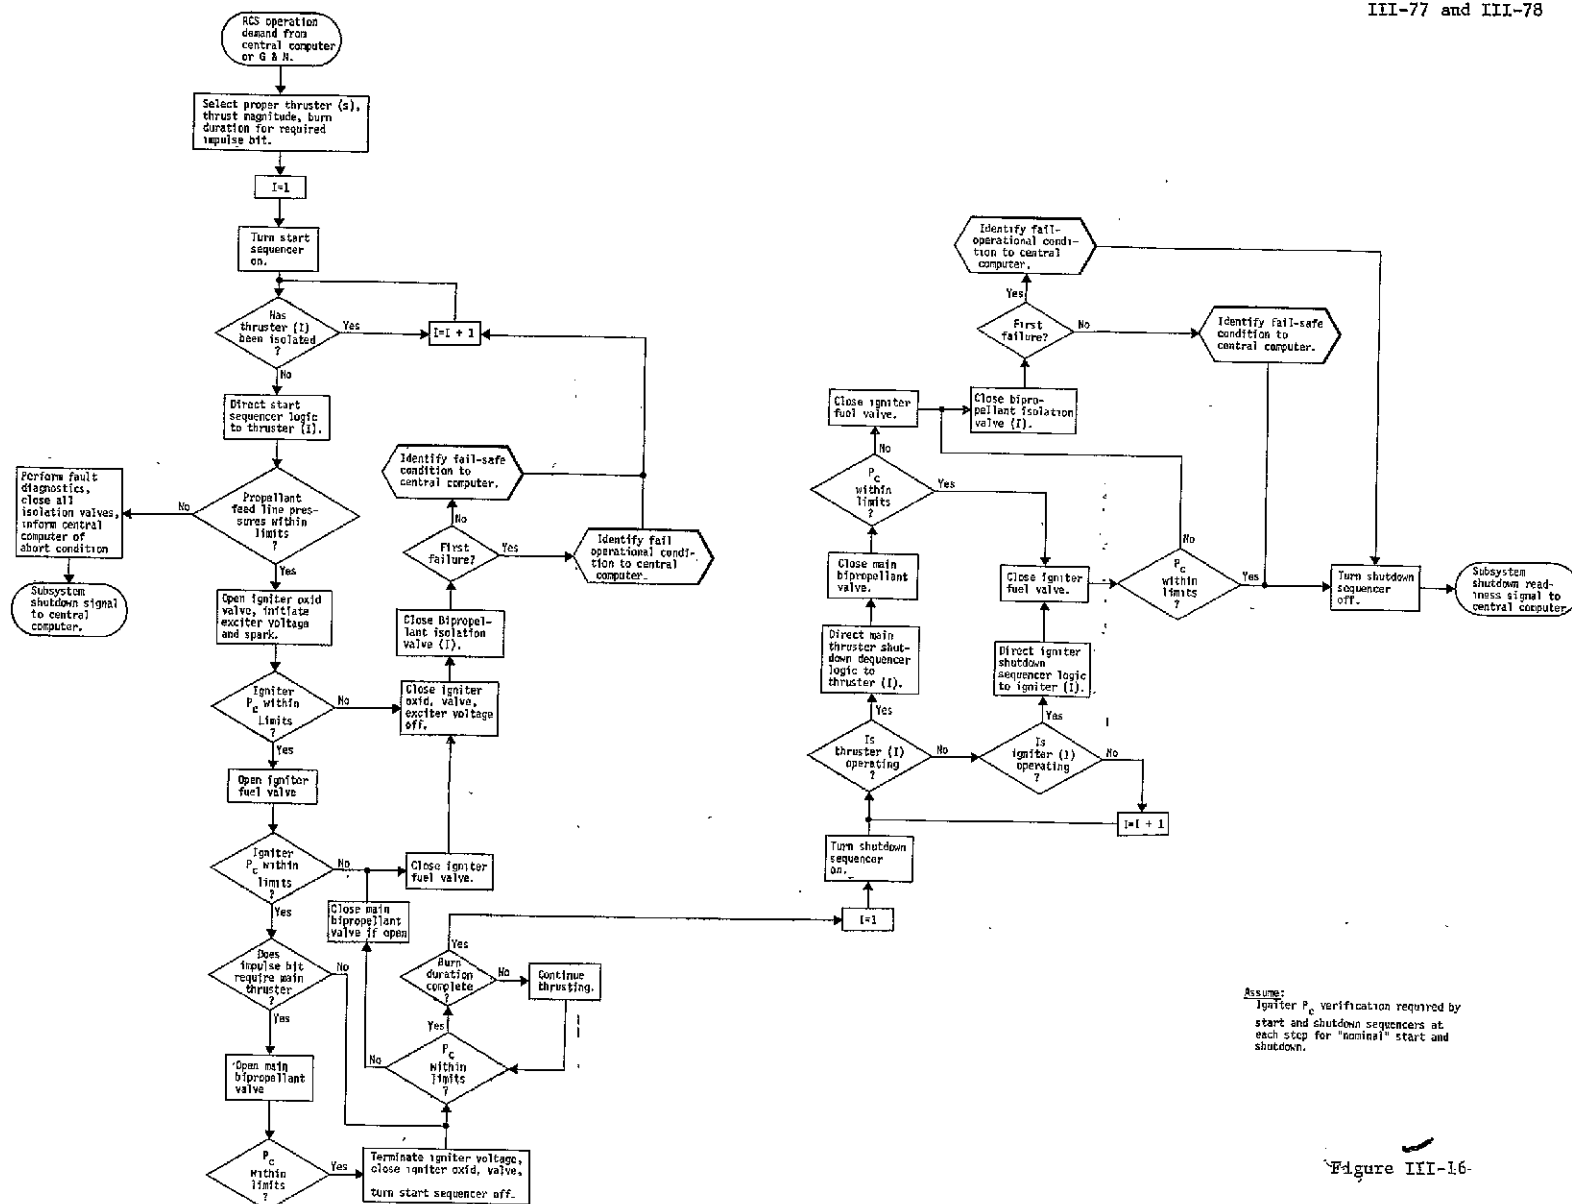 III-77 and III-78
RCS operation
demand from
central computer
or G & N.
Select proper thruster (s),
thrust magnitude, burn
duration for required
impulse bit.
I=1
Turn start
sequencer
on.
Has
thruster (I)
been isolated
?
Yes
I=I + 1
No
Direct start
sequencer logic
to thruster (I).
Propellant
feed line pres-
sures within
limits
?
No
Perform fault
diagnostics,
close all
isolation valves,
inform central
computer of
abort condition
Subsystem
shutdown signal
to central
computer.
Yes
Open igniter oxid
valve, initiate
exciter voltage
and spark.
Igniter
Pc within
Limits
?
No
Close igniter
oxid, valve,
exciter voltage
off.
Close Bipropel-
lant isolation
valve (I).
First
failure?
No
Identify fail-safe
condition to
central computer.
Yes
Identify fail
operational condi-
tion to central
computer.
Yes
Open igniter
fuel valve
Igniter
Pc within
limits
?
No
Close igniter
fuel valve.
Yes
Close main
bipropellant
valve if open
Does
impulse bit
require main
thruster
?
No
Yes
Open main
bipropellant
valve
Pc
Within
limits
?
Yes
Terminate igniter voltage,
close igniter oxid, valve,
turn start sequencer off.
Pc
Within
limits
?
No
Yes
Burn
duration
complete
?
No
Continue
thrusting.
Yes
I=1
Turn shutdown
sequencer
on.
Is
thruster (I)
operating
?
No
Is
igniter (I)
operating
?
No
I=I + 1
Yes
Direct main
thruster shut-
down dequencer
logic to
thruster (I).
Yes
Direct igniter
shutdown
sequencer logic
to igniter (I).
Close main
bipropellant
valve.
Pc
within
limits
?
Yes
No
Close igniter
fuel valve.
Close bipro-
pellant isolation
valve (I).
First
failure?
Yes
Identify fail-
operational condi-
tion to central
computer.
No
Identify fail-safe
condition to
central computer.
Close igniter
fuel valve.
Pc
within
limits
?
No
Yes
Turn shutdown
sequencer
off.
Subsystem
shutdown read-
iness signal to
central computer
Assume:
Igniter Pc verification required by
start and shutdown sequencers at
each step for "nominal" start and
shutdown.
Figure III-16